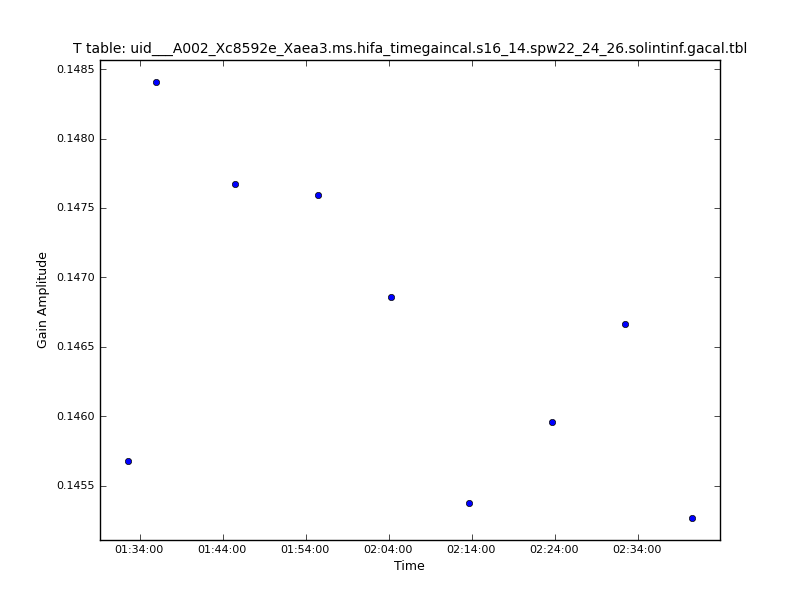 T table: uid___A002_Xc8592e_Xaea3.ms.hifa_timegaincal.s16_14.spw22_24_26.solintinf.gacal.tbl
0.1485
0.1480
0.1475
0.1470
0.1465
0.1460
0.1455
Gain Amplitude
01:34:00 01:44:00 01:54:00 02:04:00 02:14:00 02:24:00 02:34:00
Time